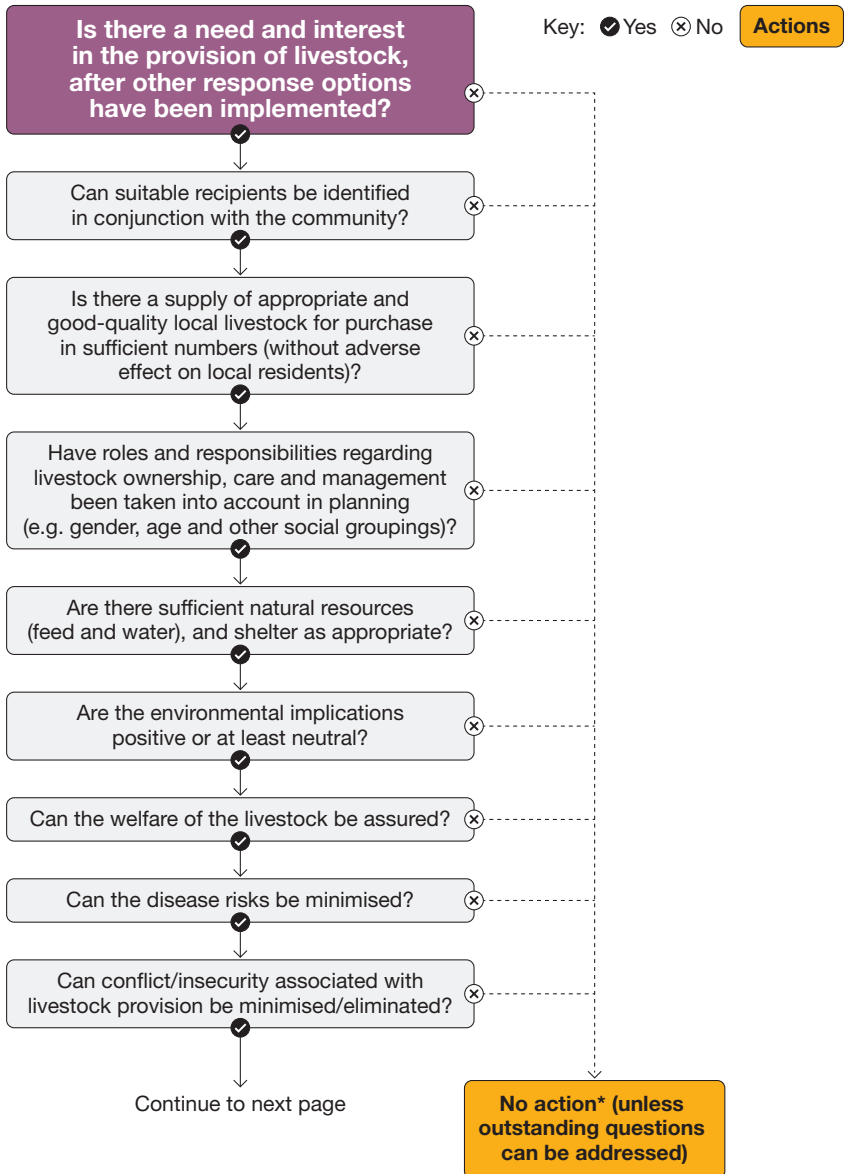 Is there a need and interest
in the provision of livestock,
after other response options
have been implemented?
Key: Yes No Actions
Can suitable recipients be identified
in conjunction with the community?
Is there a supply of appropriate and
good-quality local livestock for purchase
in sufficient numbers (without adverse
effect on local residents)?
Have roles and responsibilities regarding
livestock ownership, care and management
been taken into account in planning
(e.g. gender, age and other social groupings)?
Are there sufficient natural resources
(feed and water), and shelter as appropriate?
Are the environmental implications
positive or at least neutral?
Can the welfare of the livestock be assured?
Can the disease risks be minimised?
Can conflict/insecurity associated with
livestock provision be minimised/eliminated?
Continue to next page
No action* (unless
outstanding questions
can be addressed)